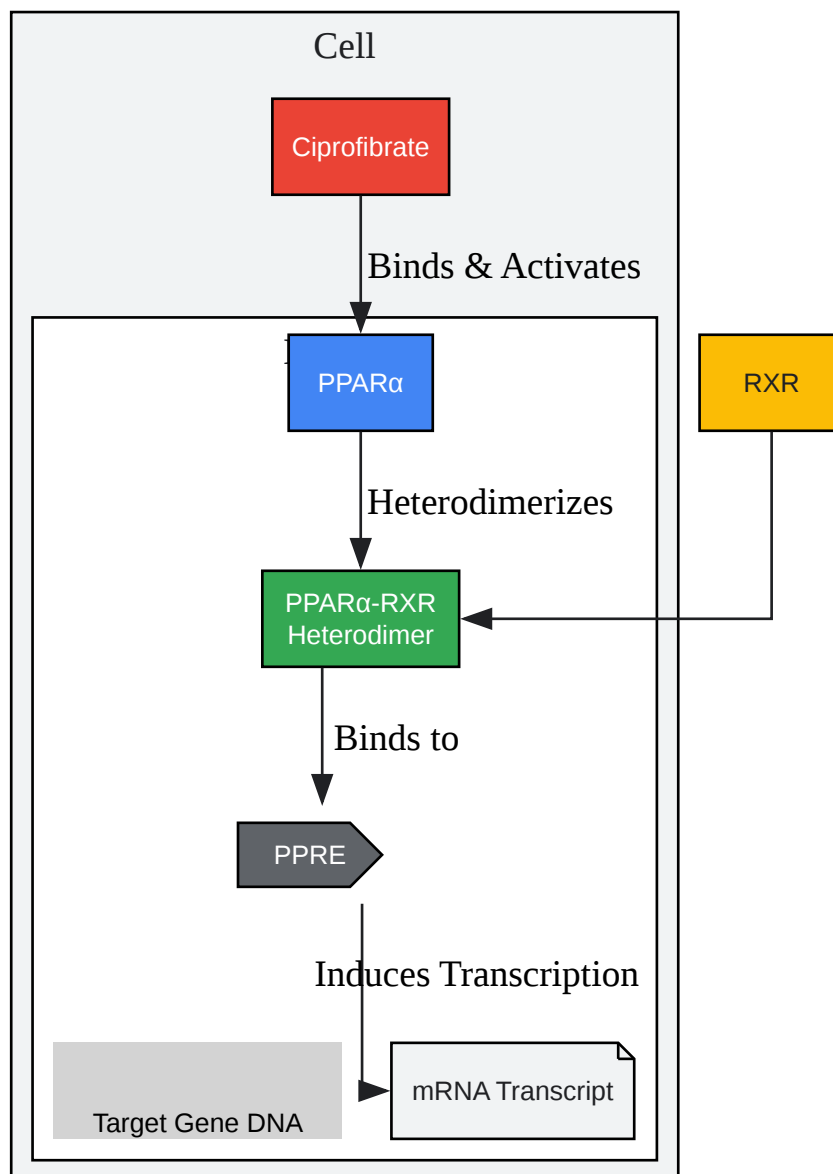 Cell
Ciprofibrate
Binds & Activates
PPARα
RXR
Heterodimerizes
PPARα-RXR
Heterodimer
Binds to
PPRE
Induces Transcription
mRNA Transcript
Target Gene DNA